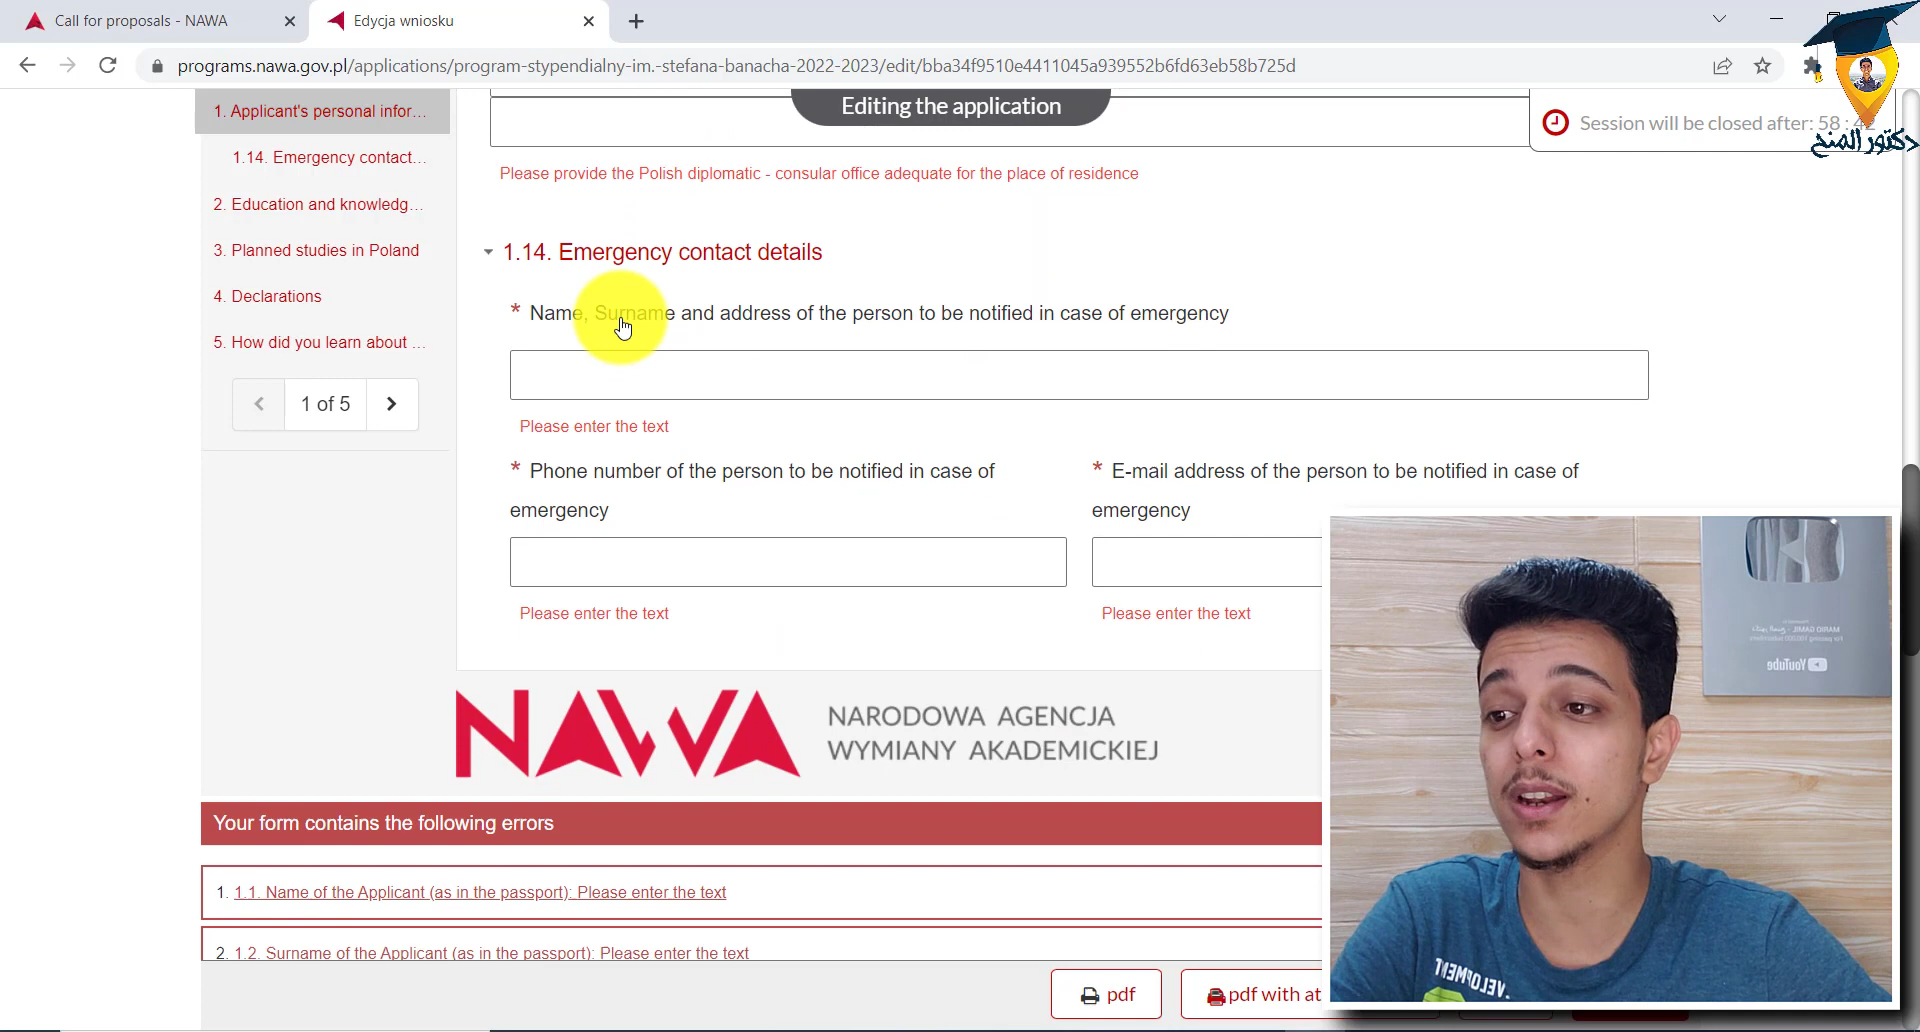 Call for proposals - NAWA
Edycja wniosku
programs.nawa.gov.pl/applications/program-stypendialny-im.-stefana-banacha-2022-2023/edit/bba34f9510e4411045a939552b6fd63eb58b725d
1. Applicant's personal infor...
Editing the application
Session will be closed after: 58 : 42
دكتور المنح
1.14. Emergency contact...
Please provide the Polish diplomatic - consular office adequate for the place of residence
2. Education and knowledg...
3. Planned studies in Poland
1.14. Emergency contact details
4. Declarations
* Name, Surname and address of the person to be notified in case of emergency
5. How did you learn about ...
1 of 5
Please enter the text
* Phone number of the person to be notified in case of
emergency
* E-mail address of the person to be notified in case of
emergency
Please enter the text
Please enter the text
NAWA
NARODOWA AGENCJA
WYMIANY AKADEMICKIEJ
MARIO GAMIL
YouTube
Your form contains the following errors
1. 1.1. Name of the Applicant (as in the passport): Please enter the text
2. 1.2. Surname of the Applicant (as in the passport): Please enter the text
pdf
pdf with at
VELOPMENT